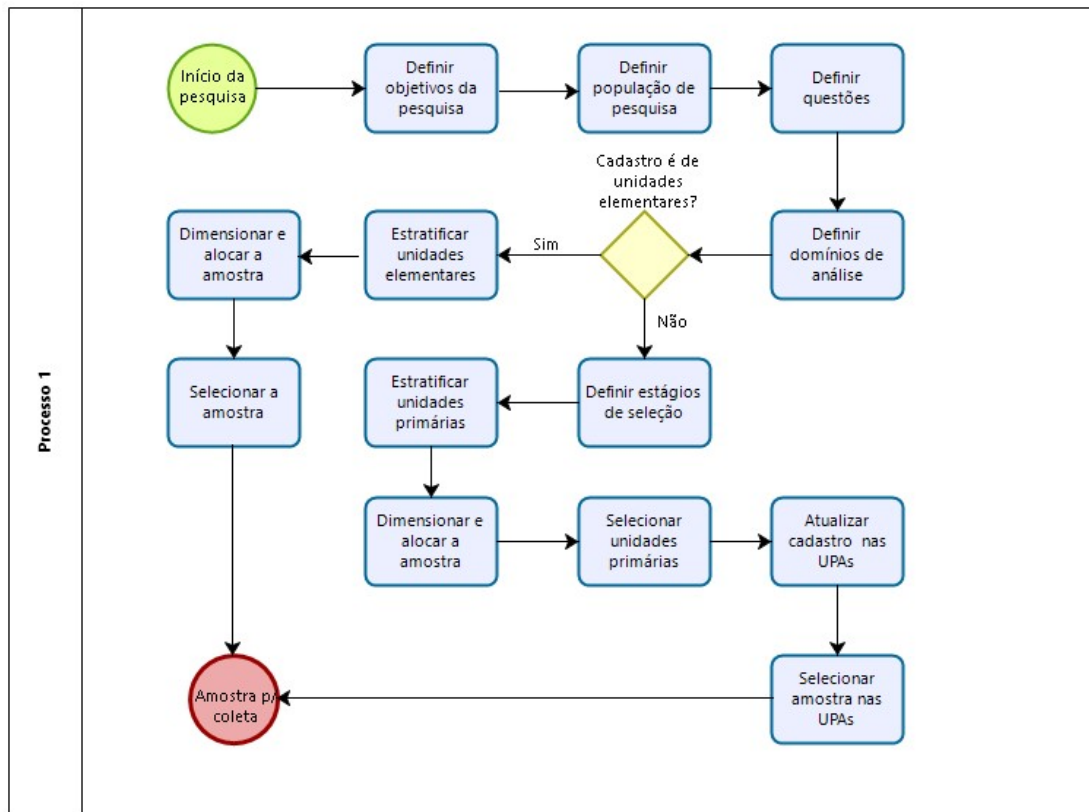 Processo 1
Início da
pesquisa
Definir
objetivos da
pesquisa
Definir
população de
pesquisa
Definir
questões
Cadastro é de
unidades
elementares?
Definir
domínios de
análise
Sim
Estratificar
unidades
elementares
Dimensionar e
alocar a
amostra
Selecionar a
amostra
Não
Definir estágios
de seleção
Estratificar
unidades
primárias
Dimensionar e
alocar a
amostra
Selecionar
unidades
primárias
Atualizar
cadastro nas
UPAs
Selecionar
amostra nas
UPAs
Amostra p/
coleta